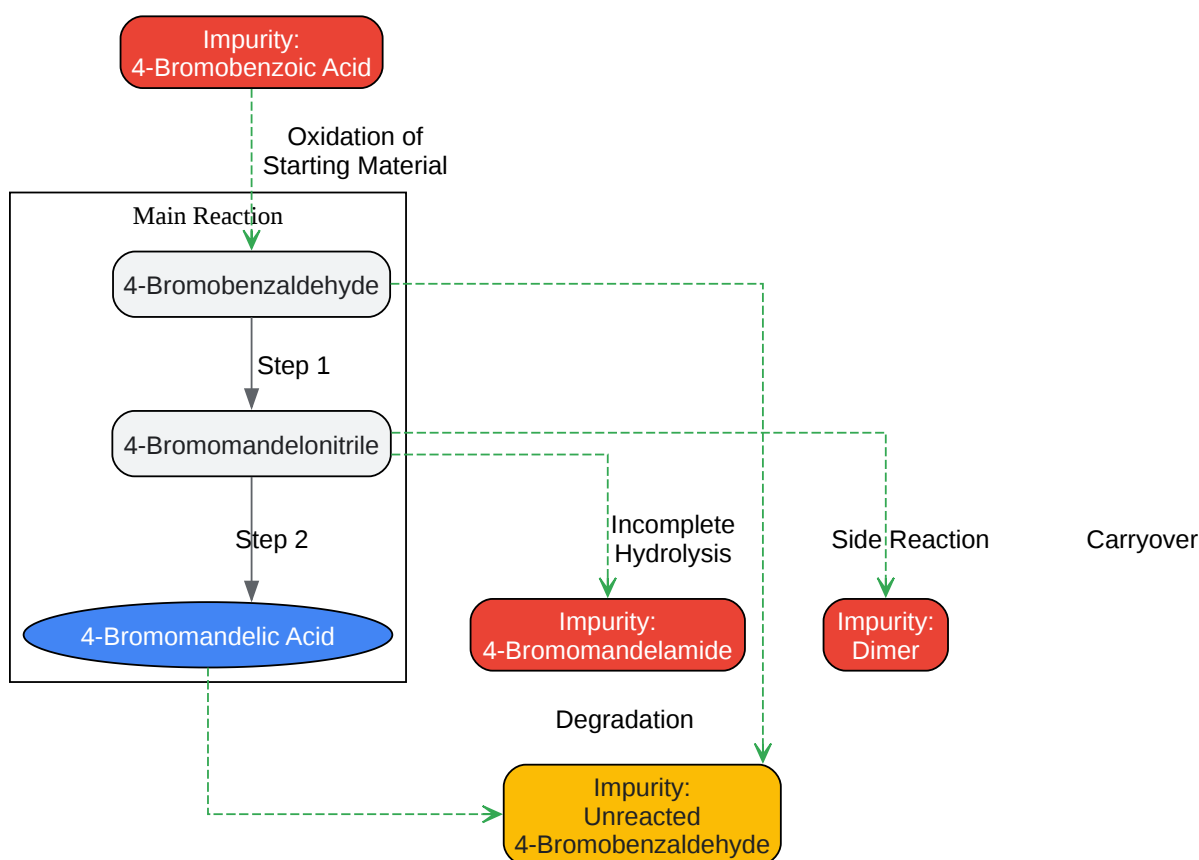 Impurity:
4-Bromobenzoic Acid
Oxidation of
Starting Material
Main Reaction
4-Bromobenzaldehyde
Step 1
4-Bromomandelonitrile
Step 2
Incomplete
Hydrolysis
Side Reaction
Carryover
4-Bromomandelic Acid
Impurity:
4-Bromomandelamide
Impurity:
Dimer
Degradation
Impurity:
Unreacted
4-Bromobenzaldehyde